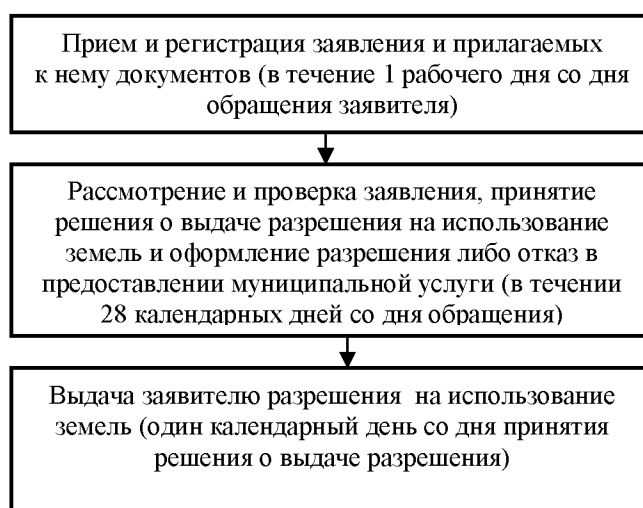 Прием и регистрация заявления и прилагаемых
к нему документов (в течение 1 рабочего дня со дня
обращения заявителя)
Рассмотрение и проверка заявления, принятие
решения о выдаче разрешения на использование
земель и оформление разрешения либо отказ в
предоставлении муниципальной услуги (в течении
28 календарных дней со дня обращения)
Выдача заявителю разрешения  на использование
земель (один календарный день со дня принятия
решения о выдаче разрешения)